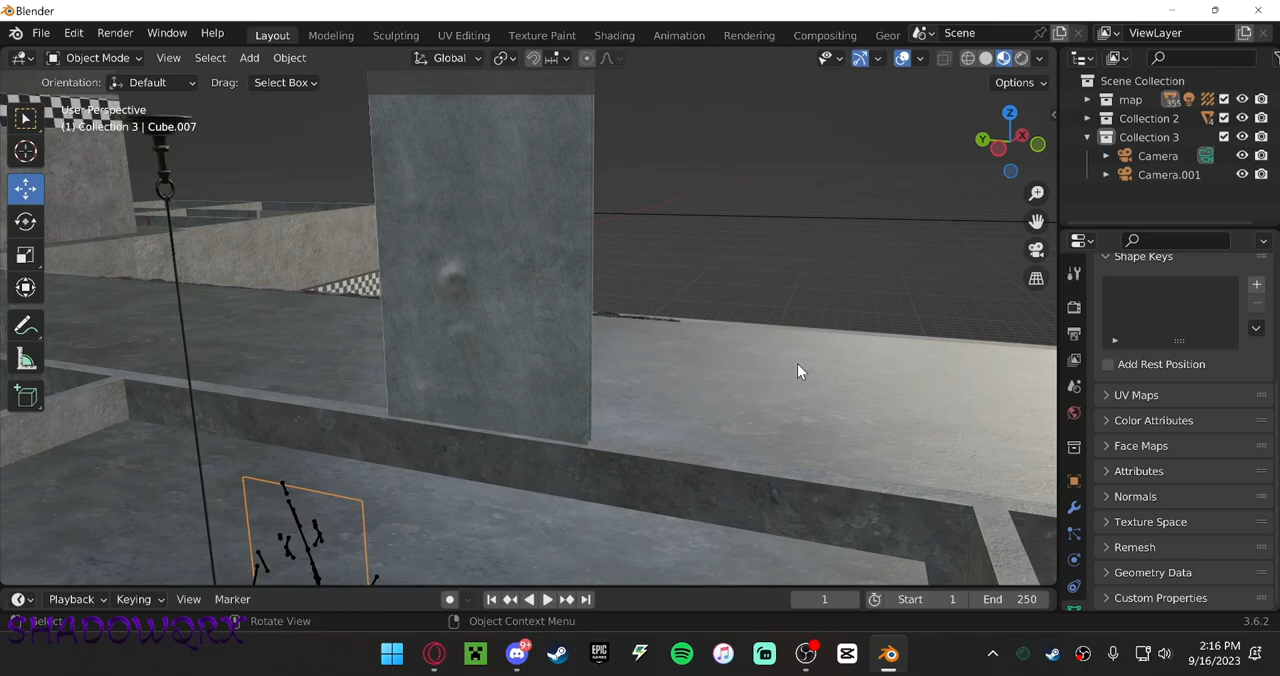 Blender
File Edit Render Window Help Layout Modeling Sculpting UV Editing Texture Paint Shading Animation Rendering Compositing Geor Scene ViewLayer
Object Mode View Select Add Object Global
Orientation: Default Drag: Select Box Options
User Perspective
(1) Collection 3 | Cube.007
Z
Y
X
Scene Collection
map 355
Collection 2 4
Collection 3
Camera
Camera.001
Shape Keys
Add Rest Position
UV Maps
Color Attributes
Face Maps
Attributes
Normals
Texture Space
Remesh
Geometry Data
Custom Properties
Playback Keying View Marker 1 Start 1 End 250
Select Rotate View Object Context Menu 3.6.2
SHADOWQRX
9+
EPIC GAMES
2:16 PM
9/16/2023